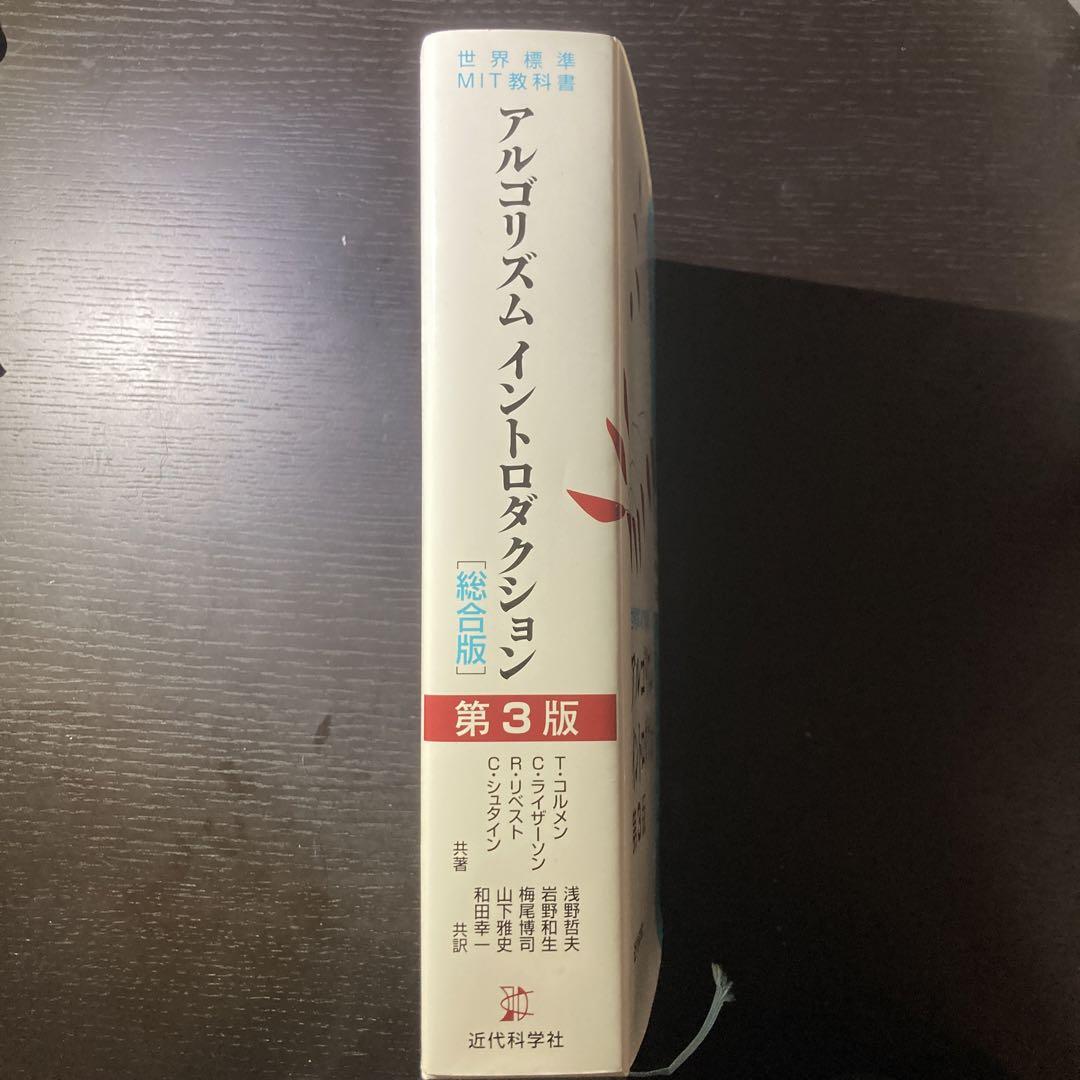 世界標準
MIT教科書
アルゴリズム イントロダクション
[総合版]
第3版
T・コルメン
C・ライザーソン
R・リベスト
C・シュタイン
共著
浅野哲夫
岩野和生
梅尾博司
山下雅史
和田幸一
共訳
近代科学社
第3版